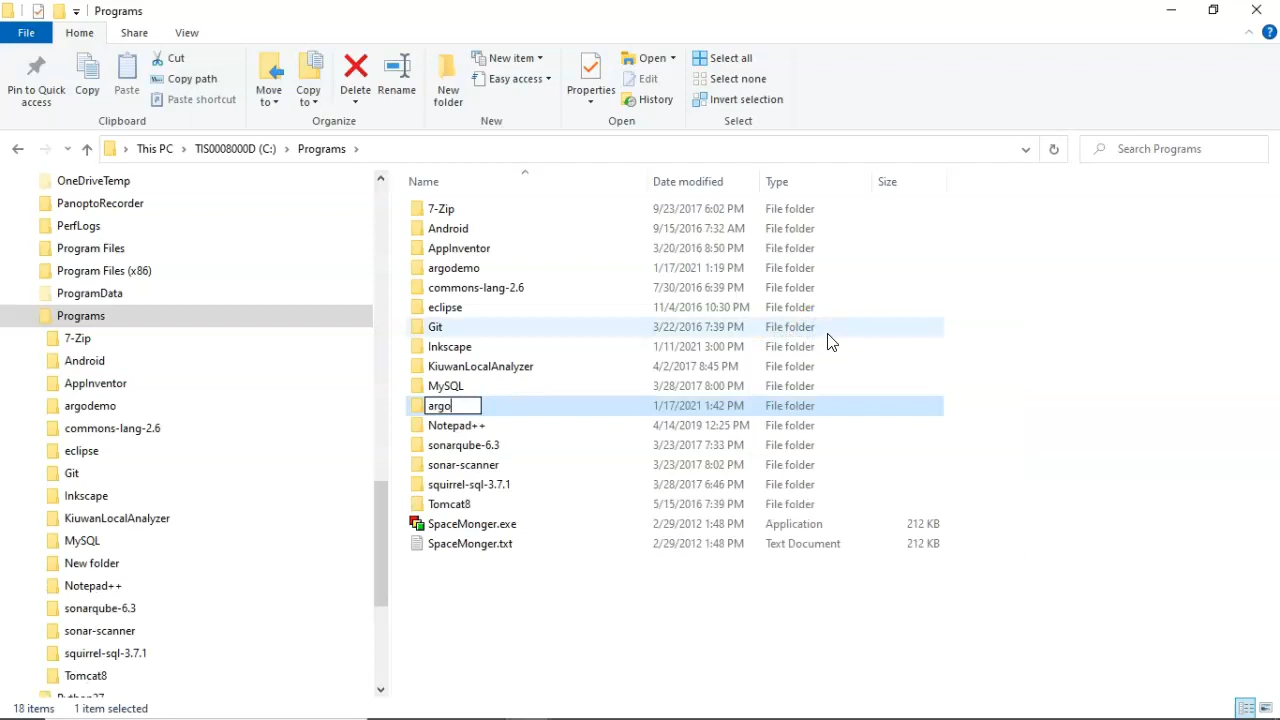 Programs
File
Home
Share
View
Pin to Quick access
Copy
Paste
Cut
Copy path
Paste shortcut
Clipboard
Move to
Copy to
Delete
Rename
Organize
New folder
New item
Easy access
New
Properties
Open
Edit
History
Open
Select all
Select none
Invert selection
Select
This PC
TIS0008000D (C:)
Programs
Search Programs
OneDriveTemp
PanoptoRecorder
PerfLogs
Program Files
Program Files (x86)
ProgramData
Programs
7-Zip
Android
AppInventor
argodemo
commons-lang-2.6
eclipse
Git
Inkscape
KiuwanLocalAnalyzer
MySQL
New folder
Notepad++
sonarqube-6.3
sonar-scanner
squirrel-sql-3.7.1
Tomcat8
Name Date modified Type Size
7-Zip 9/23/2017 6:02 PM File folder
Android 9/15/2016 7:32 AM File folder
AppInventor 3/20/2016 8:50 PM File folder
argodemo 1/17/2021 1:19 PM File folder
commons-lang-2.6 7/30/2016 6:39 PM File folder
eclipse 11/4/2016 10:30 PM File folder
Git 3/22/2016 7:39 PM File folder
Inkscape 1/11/2021 3:00 PM File folder
KiuwanLocalAnalyzer 4/2/2017 8:45 PM File folder
MySQL 3/28/2017 8:00 PM File folder
argo 1/17/2021 1:42 PM File folder
Notepad++ 4/14/2019 12:25 PM File folder
sonarqube-6.3 3/23/2017 7:33 PM File folder
sonar-scanner 3/23/2017 8:02 PM File folder
squirrel-sql-3.7.1 3/28/2017 6:46 PM File folder
Tomcat8 5/15/2016 7:39 PM File folder
SpaceMonger.exe 2/29/2012 1:48 PM Application 212 KB
SpaceMonger.txt 2/29/2012 1:48 PM Text Document 212 KB
18 items 1 item selected